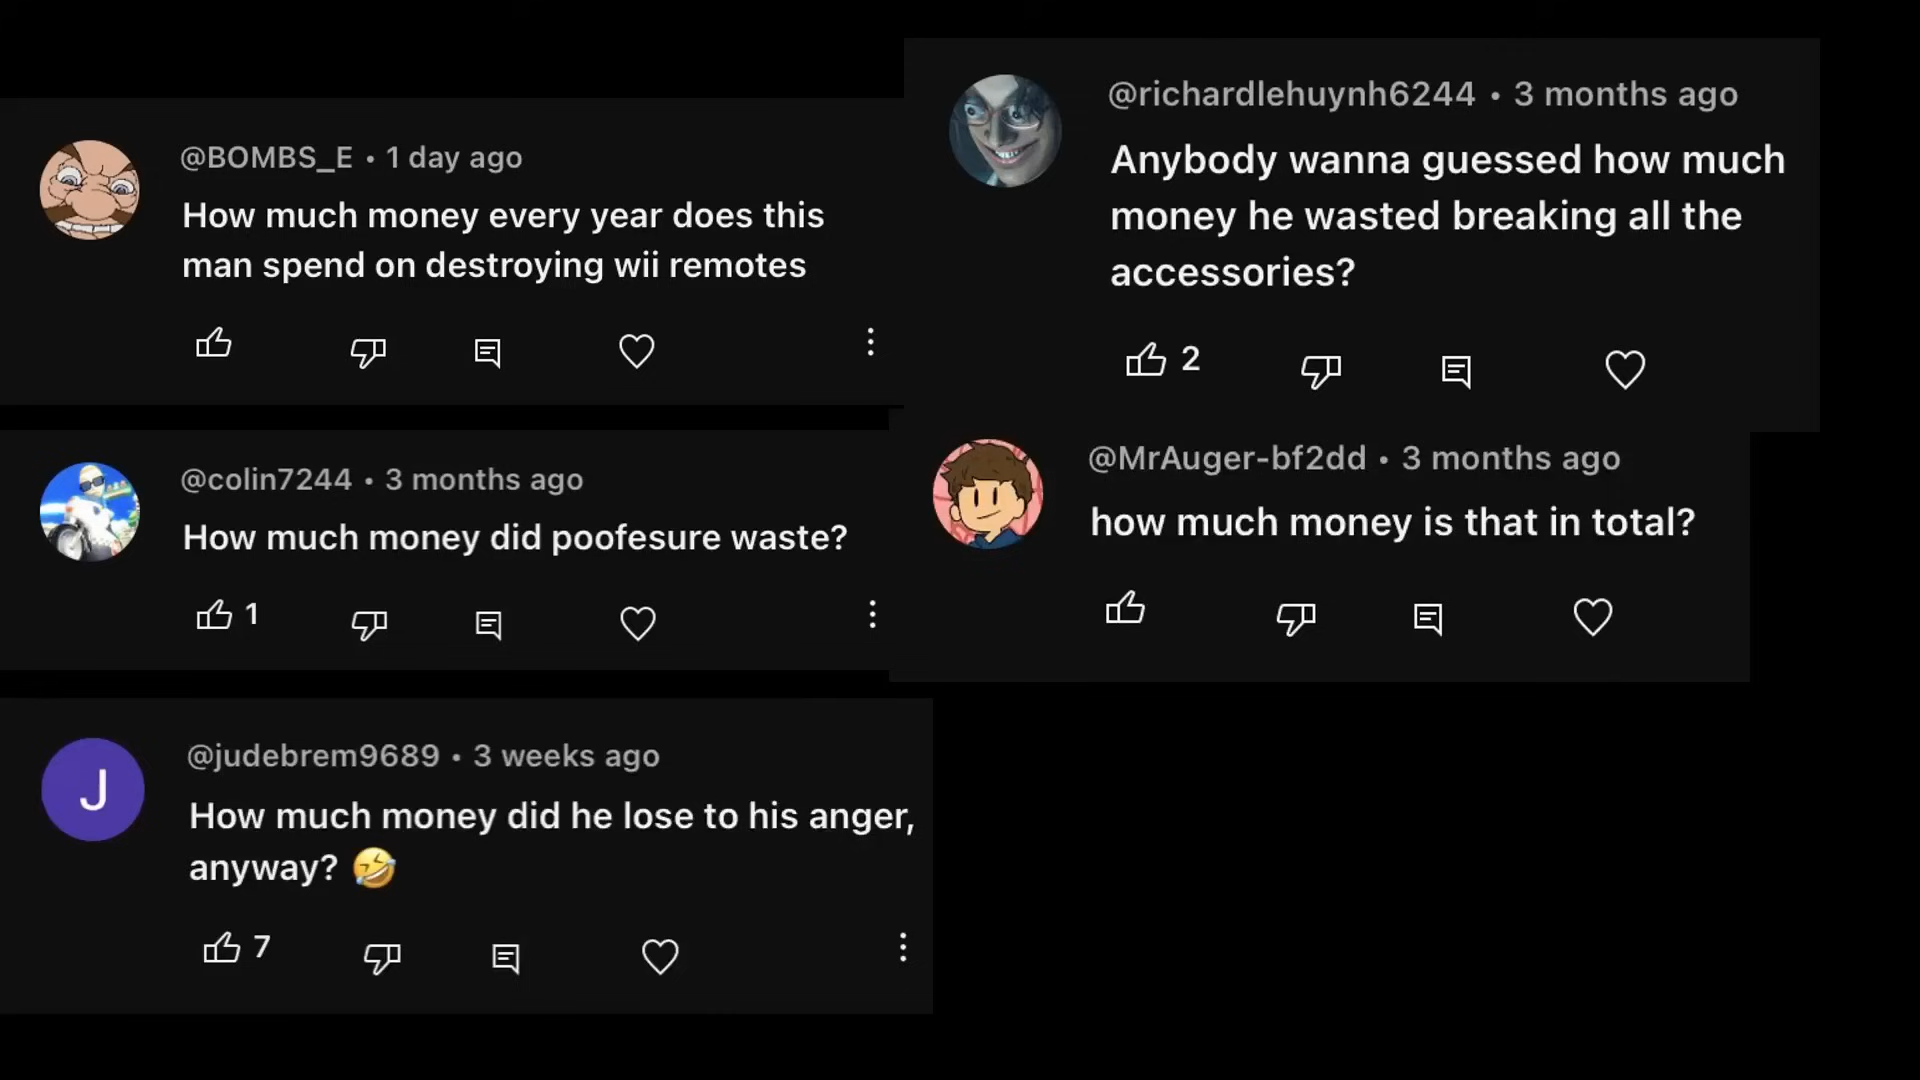 @BOMBS_E • 1 day ago
How much money every year does this
man spend on destroying wii remotes
@colin7244 • 3 months ago
How much money did poofesure waste?
1
J
@judebrem9689 • 3 weeks ago
How much money did he lose to his anger,
anyway? 🤣
7
@richardlehuynh6244 • 3 months ago
Anybody wanna guessed how much
money he wasted breaking all the
accessories?
2
@MrAuger-bf2dd • 3 months ago
how much money is that in total?